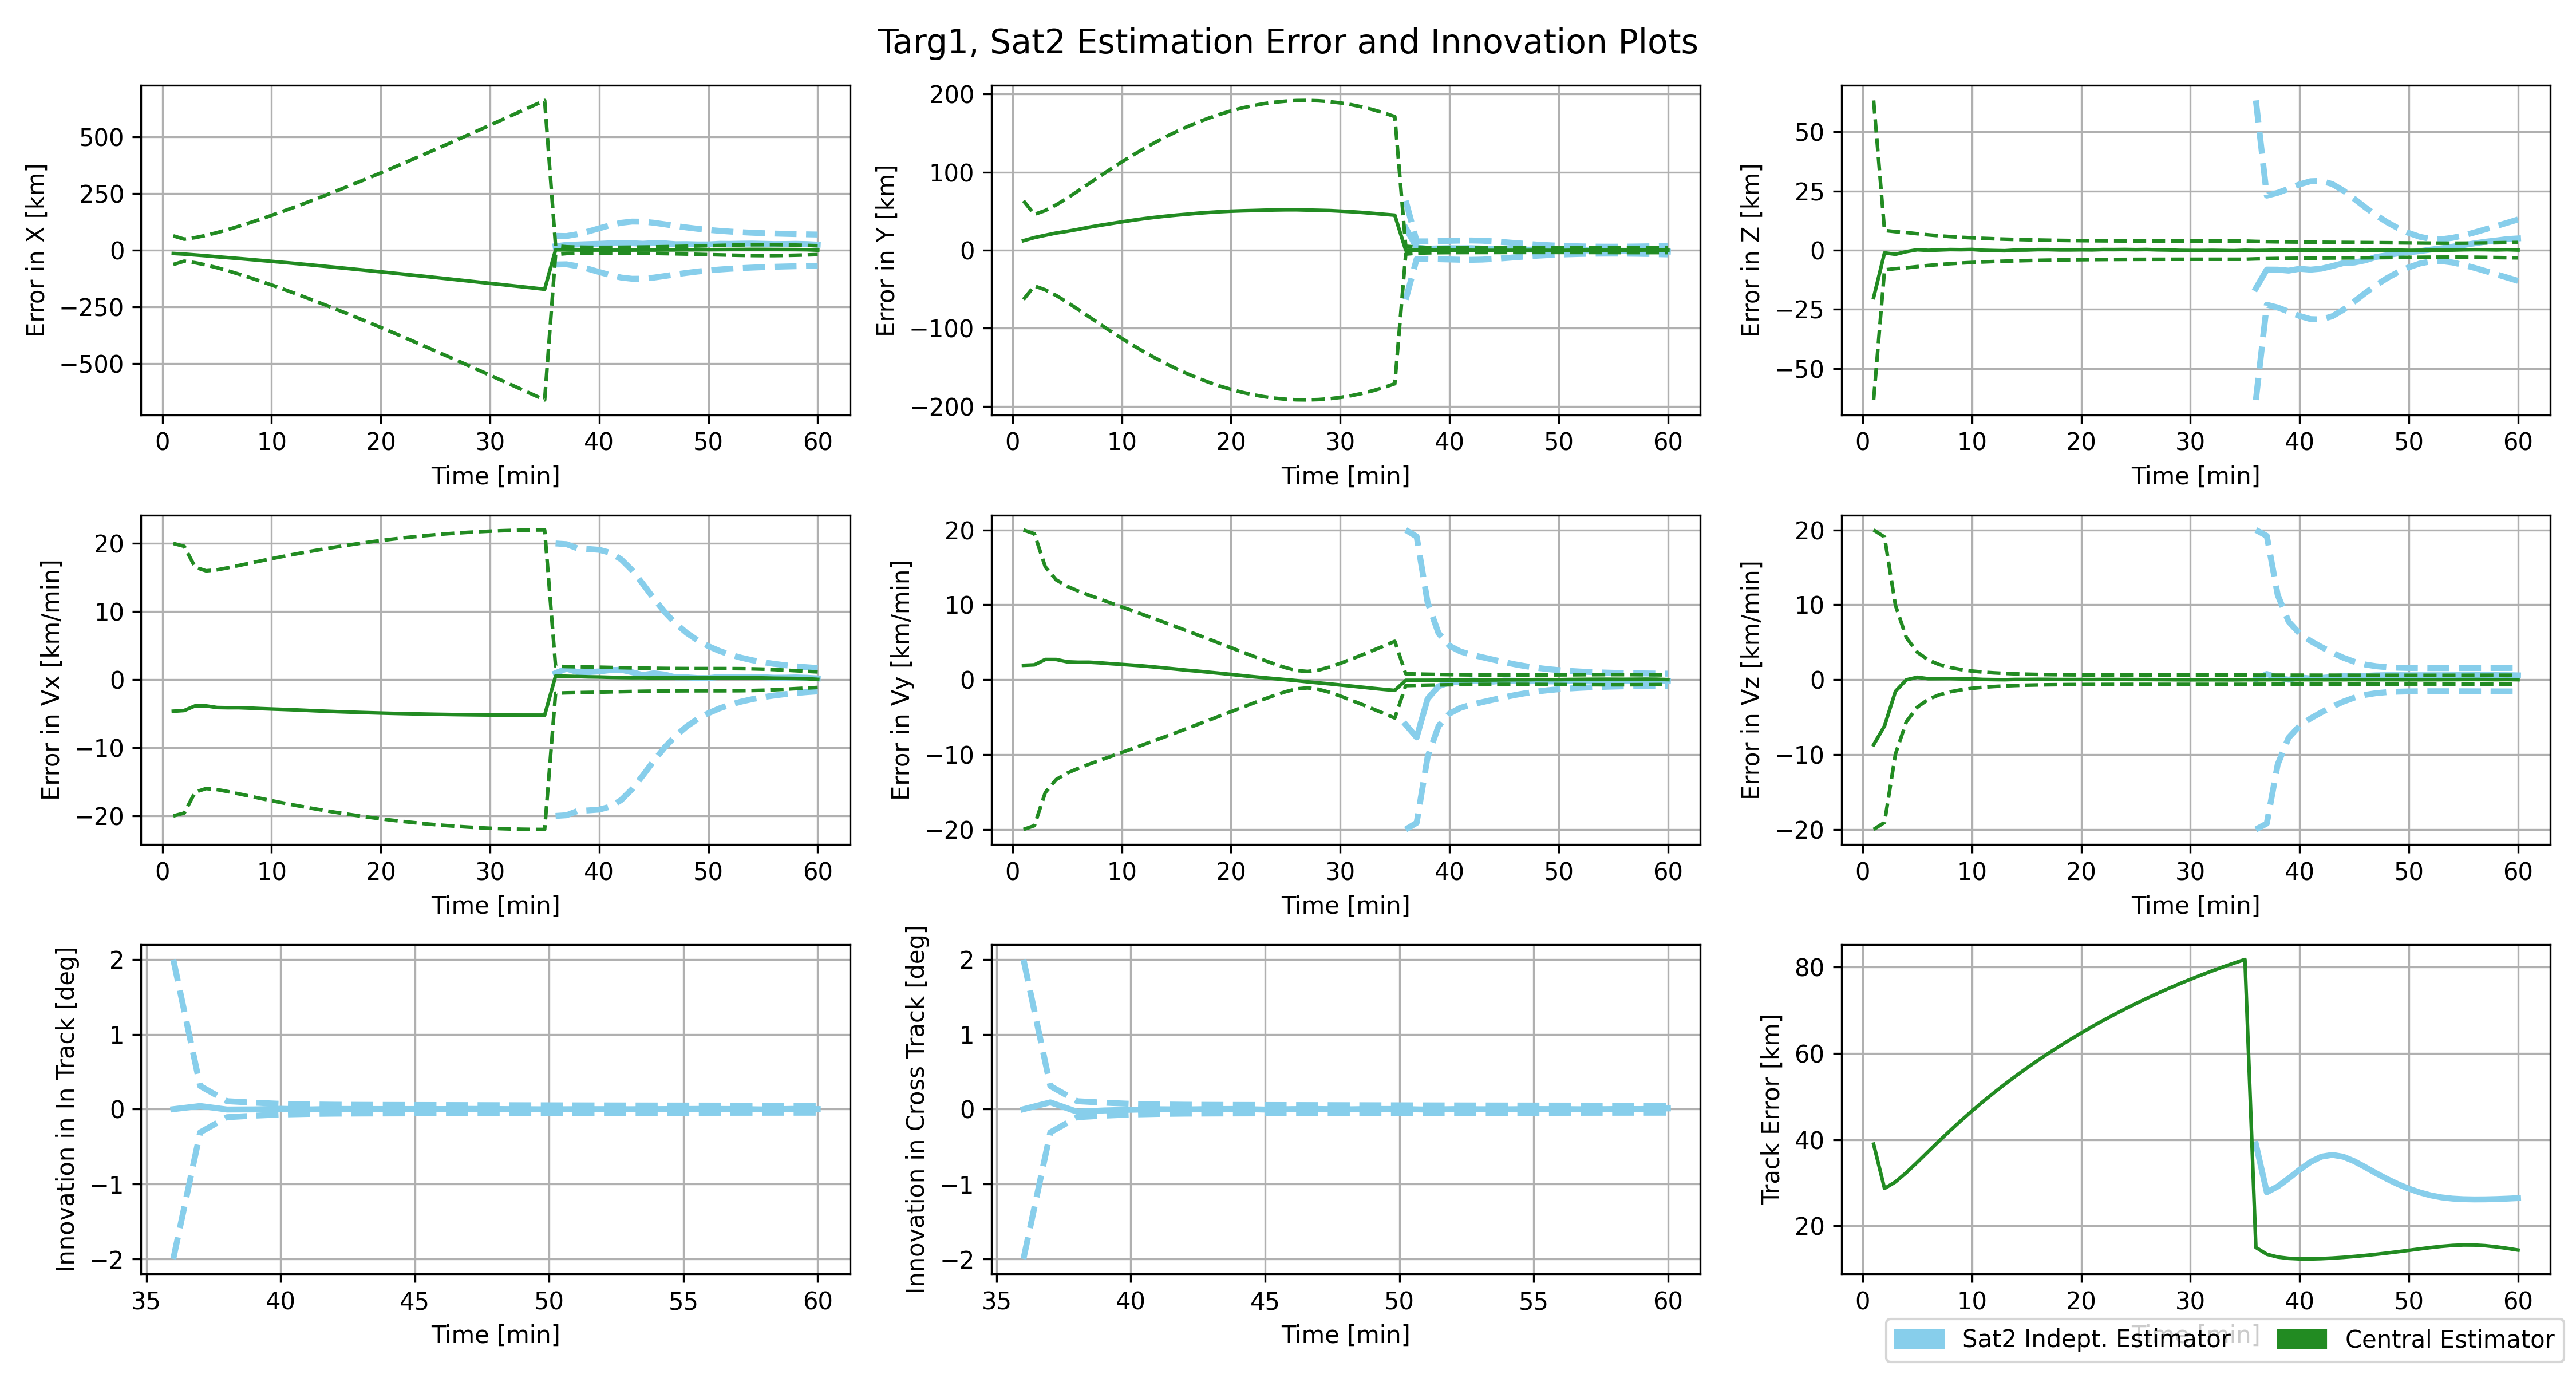 Targ1, Sat2 Estimation Error and Innovation Plots
Error in X [km]
500
250
0
−250
−500
0 10 20 30 40 50 60
Time [min]
Error in Y [km]
200
100
0
−100
−200
0 10 20 30 40 50 60
Time [min]
Error in Z [km]
50
25
0
−25
−50
0 10 20 30 40 50 60
Time [min]
Error in Vx [km/min]
20
10
0
−10
−20
0 10 20 30 40 50 60
Time [min]
Error in Vy [km/min]
20
10
0
−10
−20
0 10 20 30 40 50 60
Time [min]
Error in Vz [km/min]
20
10
0
−10
−20
0 10 20 30 40 50 60
Time [min]
Innovation in In Track [deg]
2
1
0
−1
−2
35 40 45 50 55 60
Time [min]
Innovation in Cross Track [deg]
2
1
0
−1
−2
35 40 45 50 55 60
Time [min]
Track Error [km]
80
60
40
20
0 10 20 30 40 50 60
Time [min]
Sat2 Indept. Estimator
Central Estimator